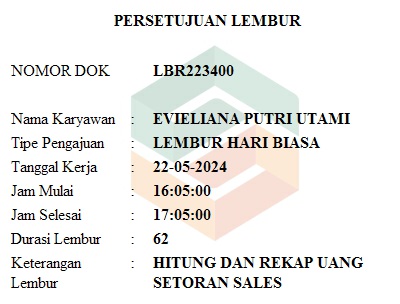 PERSETUJUAN LEMBUR
NOMOR DOK LBR223400
Nama Karyawan : EVIELIANA PUTRI UTAMI
Tipe Pengajuan : LEMBUR HARI BIASA
Tanggal Kerja : 22-05-2024
Jam Mulai : 16:05:00
Jam Selesai : 17:05:00
Durasi Lembur : 62
Keterangan : HITUNG DAN REKAP UANG
Lembur SETORAN SALES